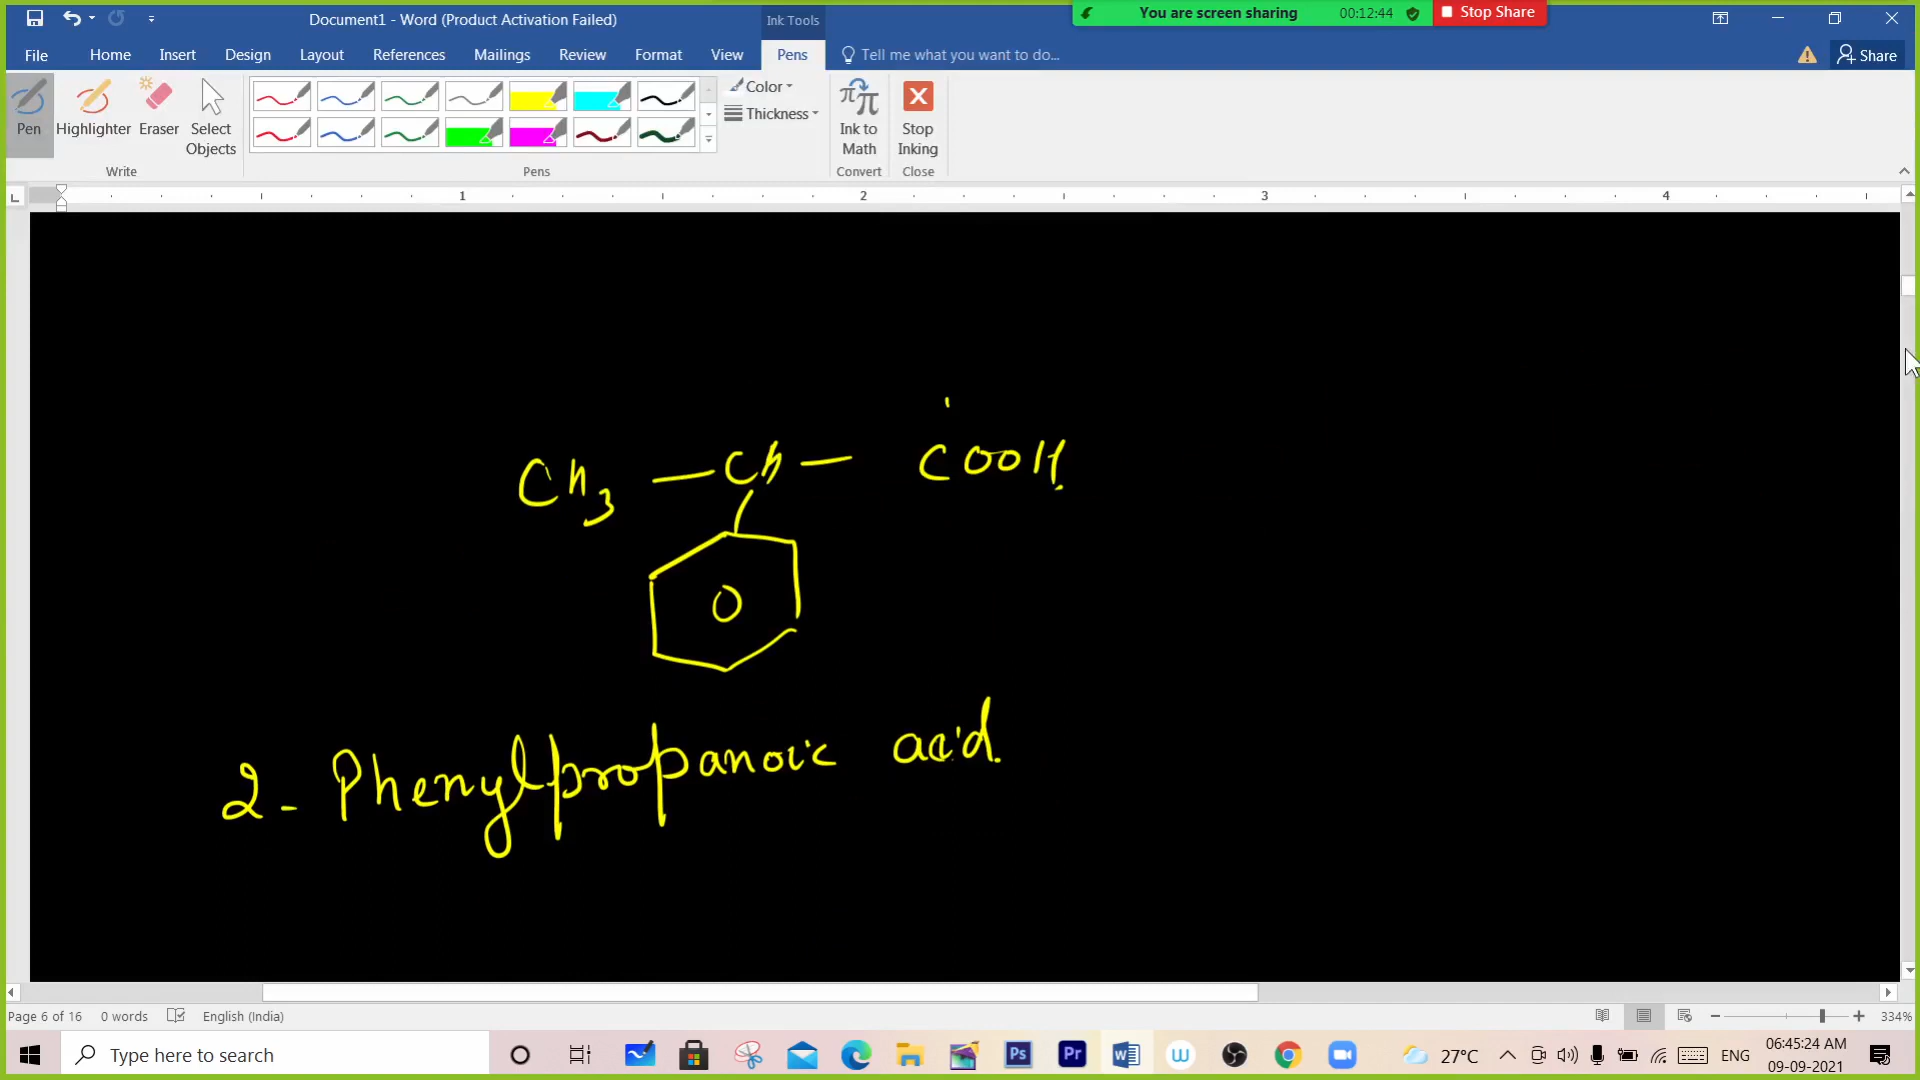 Document1 - Word (Product Activation Failed)
Ink Tools
You are screen sharing
00:12:44
Stop Share
File
Home
Insert
Design
Layout
References
Mailings
Review
Format
View
Pens
Tell me what you want to do...
Share
Pen
Highlighter
Eraser
Select
Objects
Color
Thickness
Ink to
Math
Stop
Inking
Write
Pens
Convert
Close
1
2
3
4
CH3 — CH — COOH
2- Phenylpropanoic acid.
Page 6 of 16
0 words
English (India)
334%
Type here to search
27°C
ENG
06:45:24 AM
09-09-2021